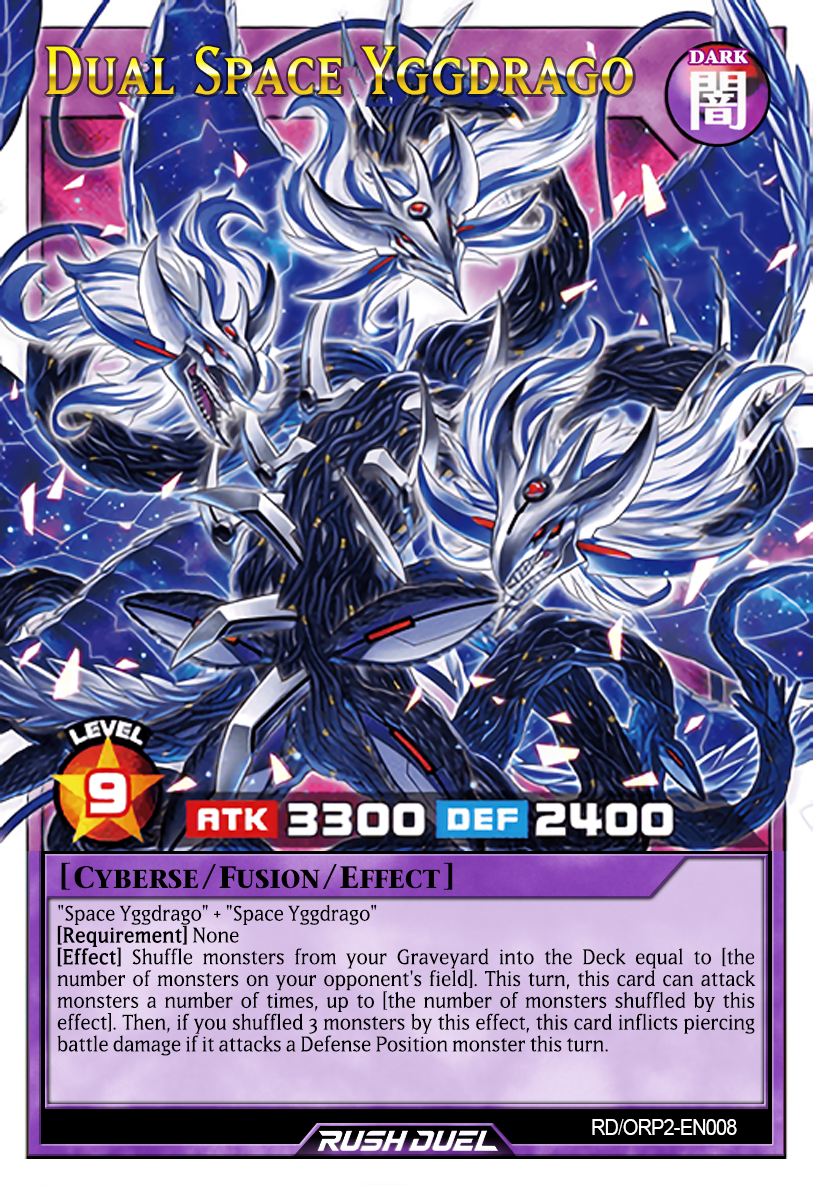 DUAL SPACE YGGDRAGO
DARK
闇
LEVEL
9
ATK 3300 DEF 2400
[CYBERSE/FUSION/EFFECT]
"Space Yggdrago" + "Space Yggdrago"
[Requirement] None
[Effect] Shuffle monsters from your Graveyard into the Deck equal to [the
number of monsters on your opponent's field]. This turn, this card can attack
monsters a number of times, up to [the number of monsters shuffled by this
effect]. Then, if you shuffled 3 monsters by this effect, this card inflicts piercing
battle damage if it attacks a Defense Position monster this turn.
RD/ORP2-EN008
RUSH DUEL